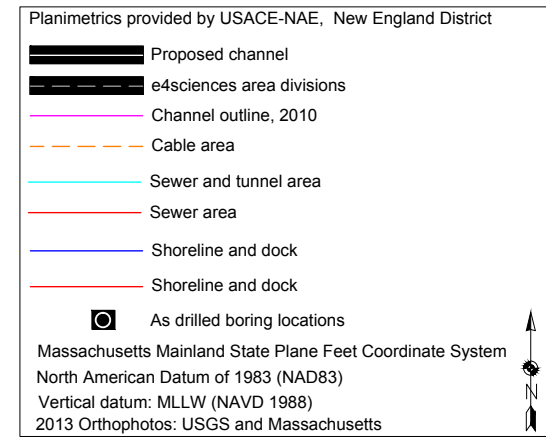 Planimetrics provided by USACE-NAE, New England District
Proposed channel
e4sciences area divisions
Channel outline, 2010
Cable area
Sewer and tunnel area
Sewer area
Shoreline and dock
Shoreline and dock
As drilled boring locations
Massachusetts Mainland State Plane Feet Coordinate System
North American Datum of 1983 (NAD83)
N
Vertical datum: MLLW (NAVD 1988)
2013 Orthophotos: USGS and Massachusetts